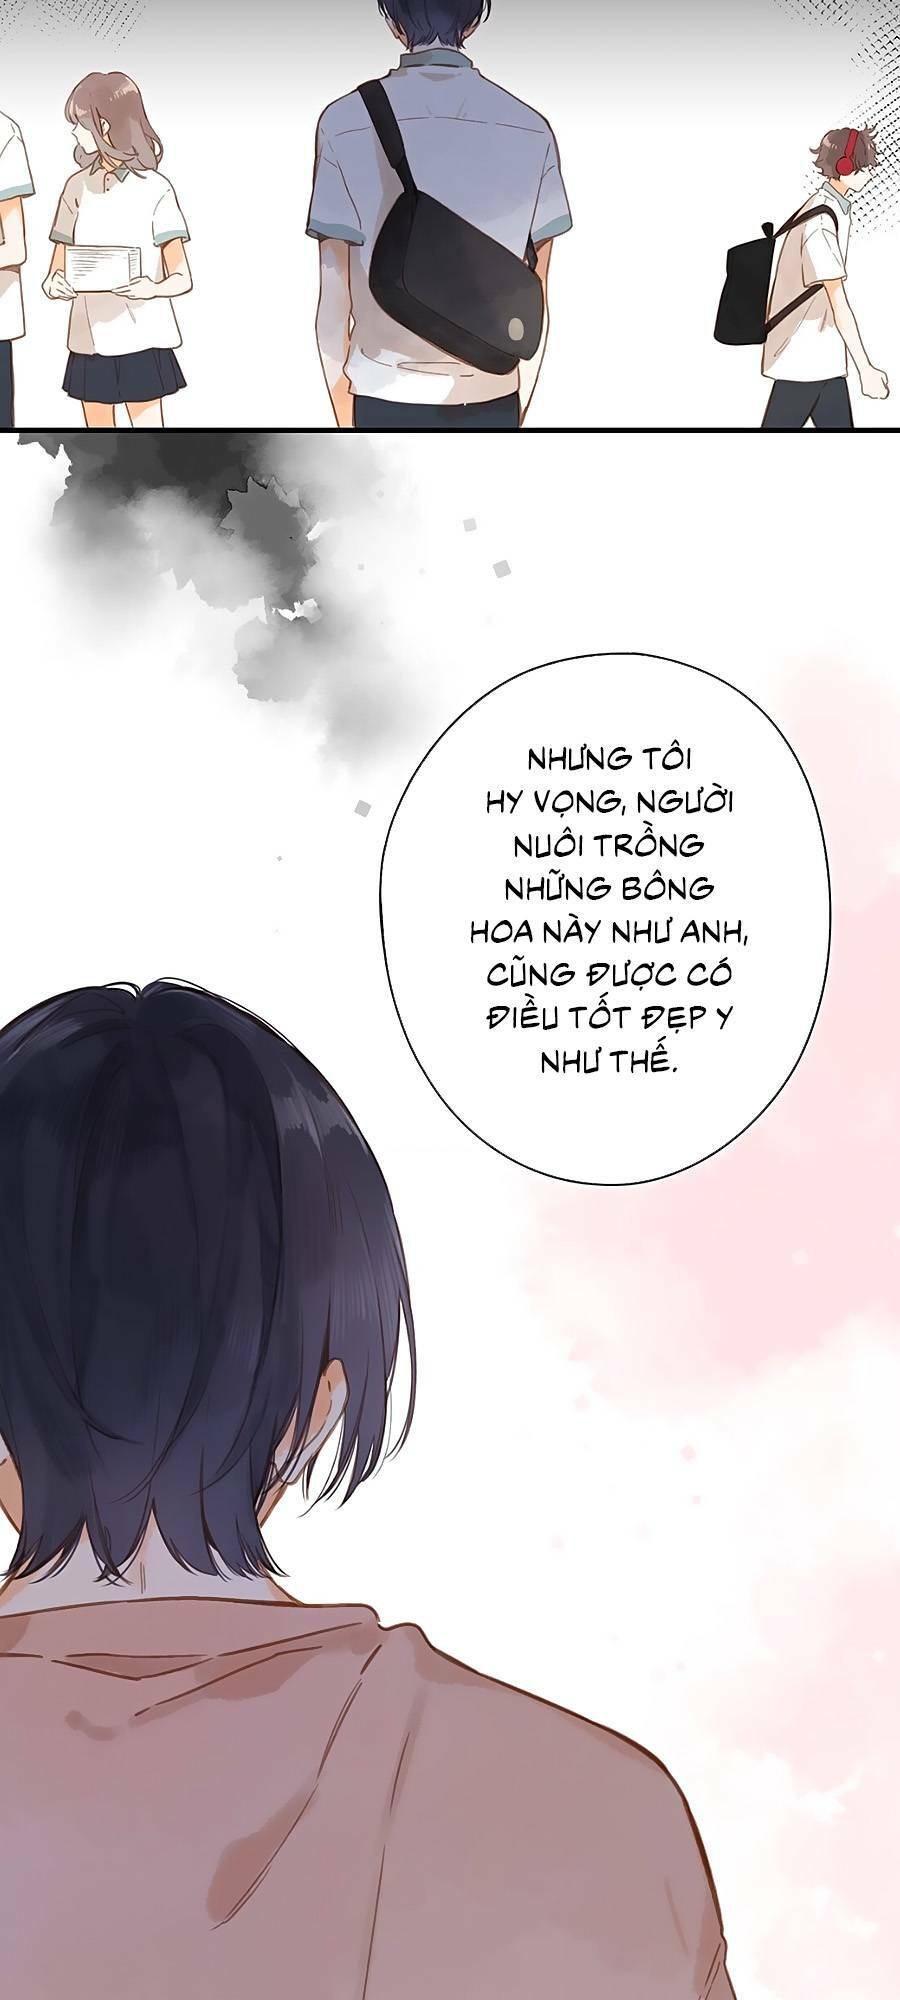 NHƯNG TÔI
HY VỌNG, NGƯỜI
NUÔI TRỒNG
NHỮNG BÔNG
HOA NÀY NHƯ ANH,
CŨNG ĐƯỢC CÓ
ĐIỀU TỐT ĐẸP Y
NHƯ THẾ.